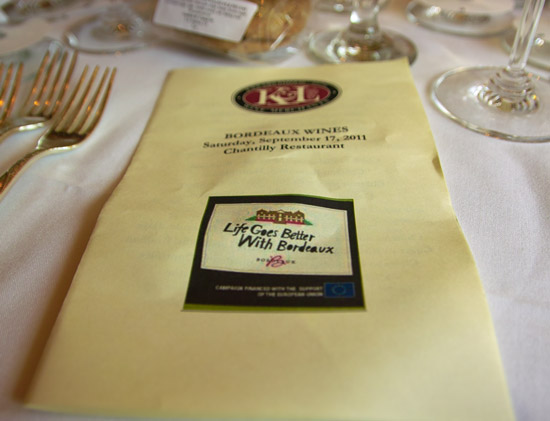 K&L
BORDEAUX WINES
Saturday, September 17, 2011
Chantilly Restaurant
Life Goes Better
With Bordeaux
CAMPAIGN FINANCED WITH THE SUPPORT
OF THE EUROPEAN UNION